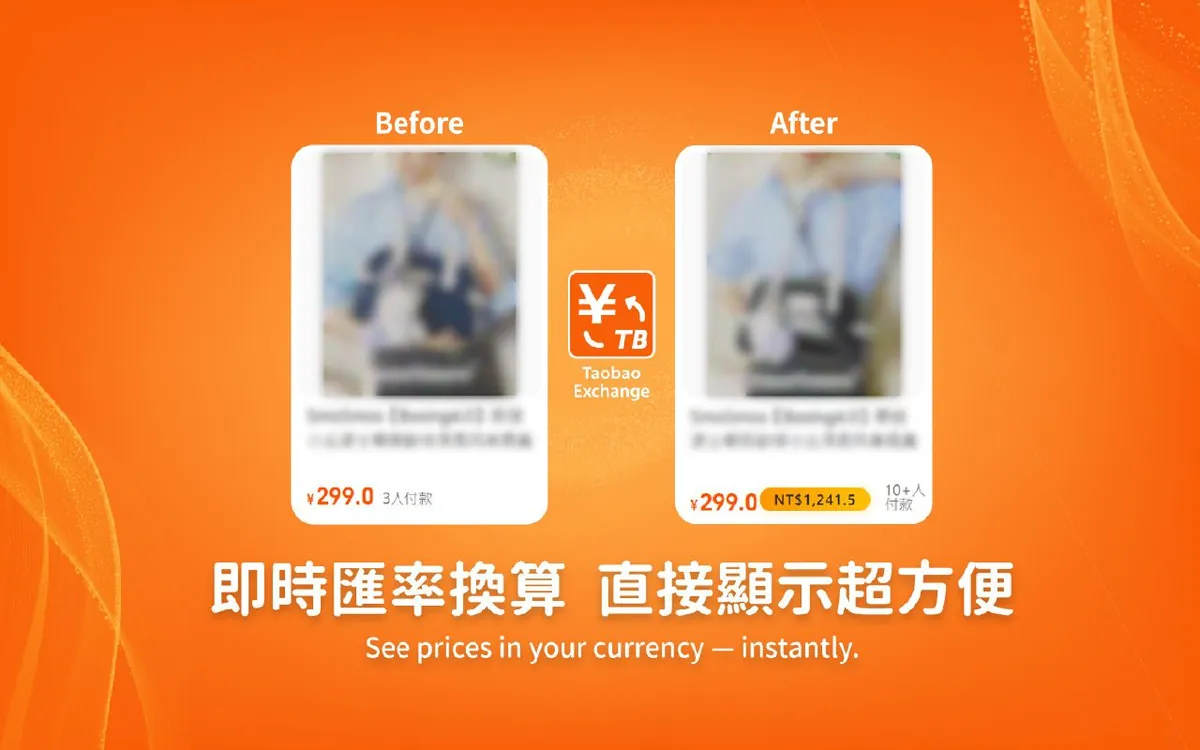 Before
After
¥ TB
Taobao
Exchange
¥299.0 3人付款
¥299.0 NT$1,241.5 10+人
付款
即時匯率換算 直接顯示超方便
See prices in your currency — instantly.